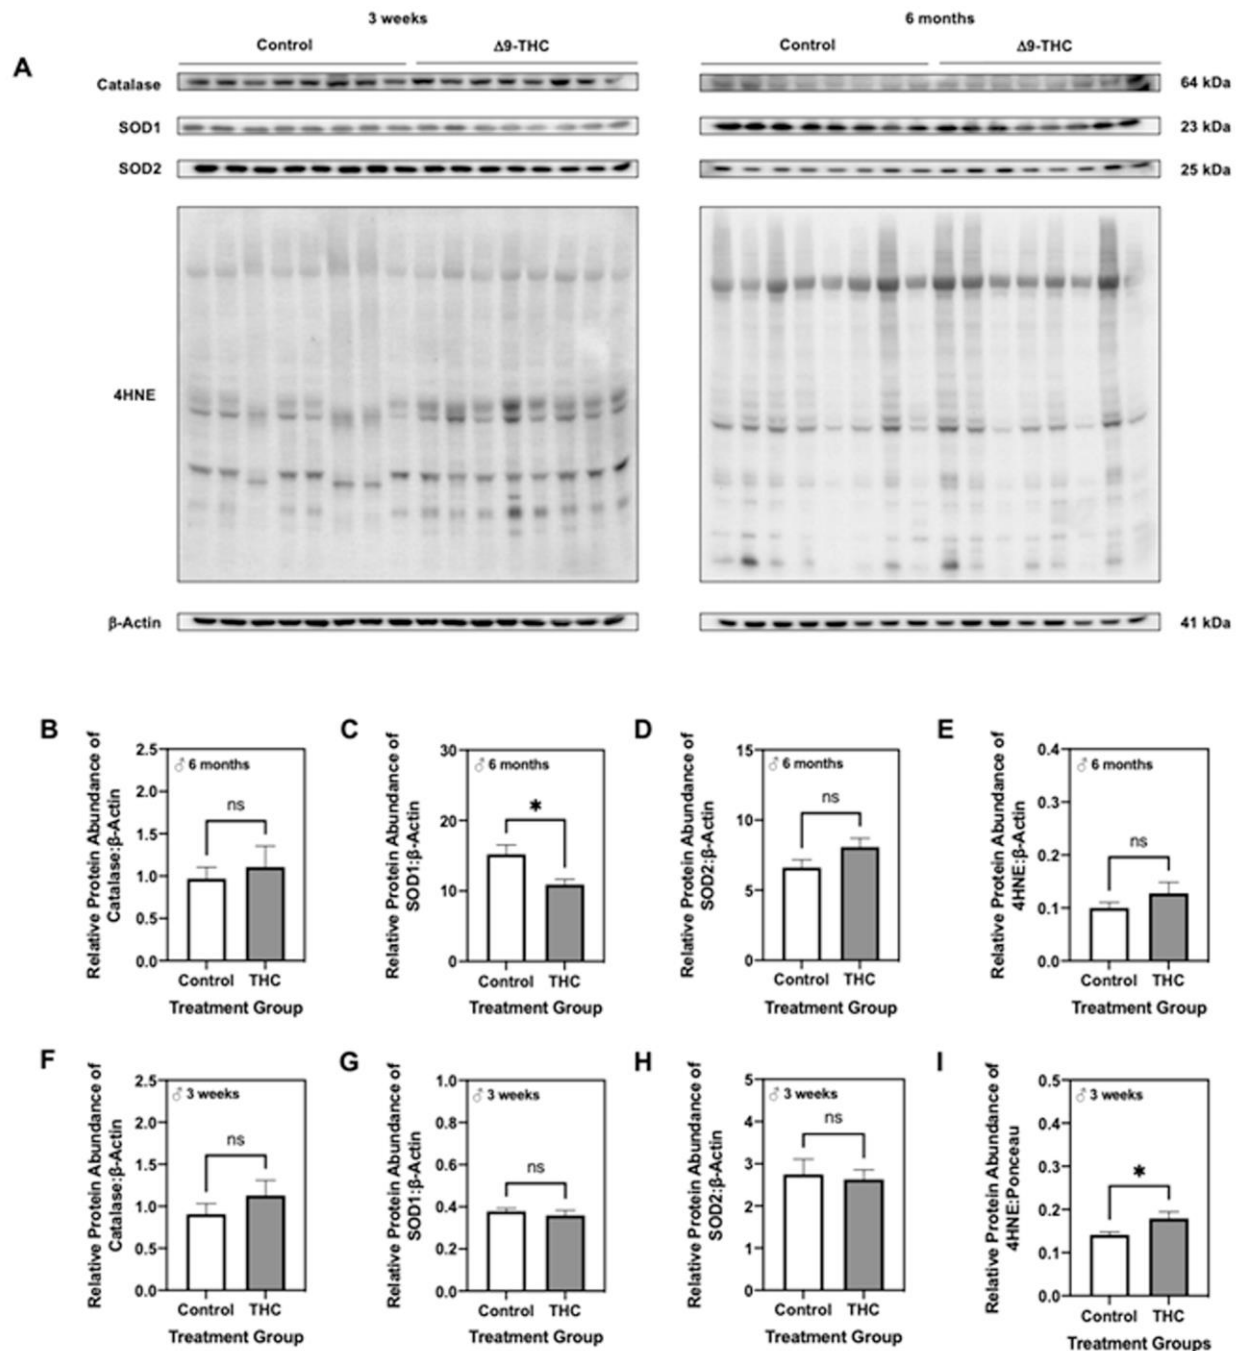 3 weeks
6 months
Control
Δ9-THC
Control
Δ9-THC
A
Catalase
64 kDa
SOD1
23 kDa
SOD2
25 kDa
4HNE
β-Actin
41 kDa
B
Relative Protein Abundance of
Catalase:β-Actin
2.5
2.0
1.5
1.0
0.5
0.0
♂ 6 months
ns
Control THC
Treatment Group
C
Relative Protein Abundance of
SOD1:β-Actin
30
20
10
0
♂ 6 months
*
Control THC
Treatment Group
D
Relative Protein Abundance of
SOD2:β-Actin
15
10
5
0
♂ 6 months
ns
Control THC
Treatment Group
E
Relative Protein Abundance of
4HNE:β-Actin
0.4
0.3
0.2
0.1
0.0
♂ 6 months
ns
Control THC
Treatment Group
F
Relative Protein Abundance of
Catalase:β-Actin
2.5
2.0
1.5
1.0
0.5
0.0
♂ 3 weeks
ns
Control THC
Treatment Group
G
Relative Protein Abundance of
SOD1:β-Actin
1.0
0.8
0.6
0.4
0.2
0.0
♂ 3 weeks
ns
Control THC
Treatment Group
H
Relative Protein Abundance of
SOD2:β-Actin
5
4
3
2
1
0
♂ 3 weeks
ns
Control THC
Treatment Group
I
Relative Protein Abundance of
4HNE:Ponceau
0.5
0.4
0.3
0.2
0.1
0.0
♂ 3 weeks
*
Control THC
Treatment Groups